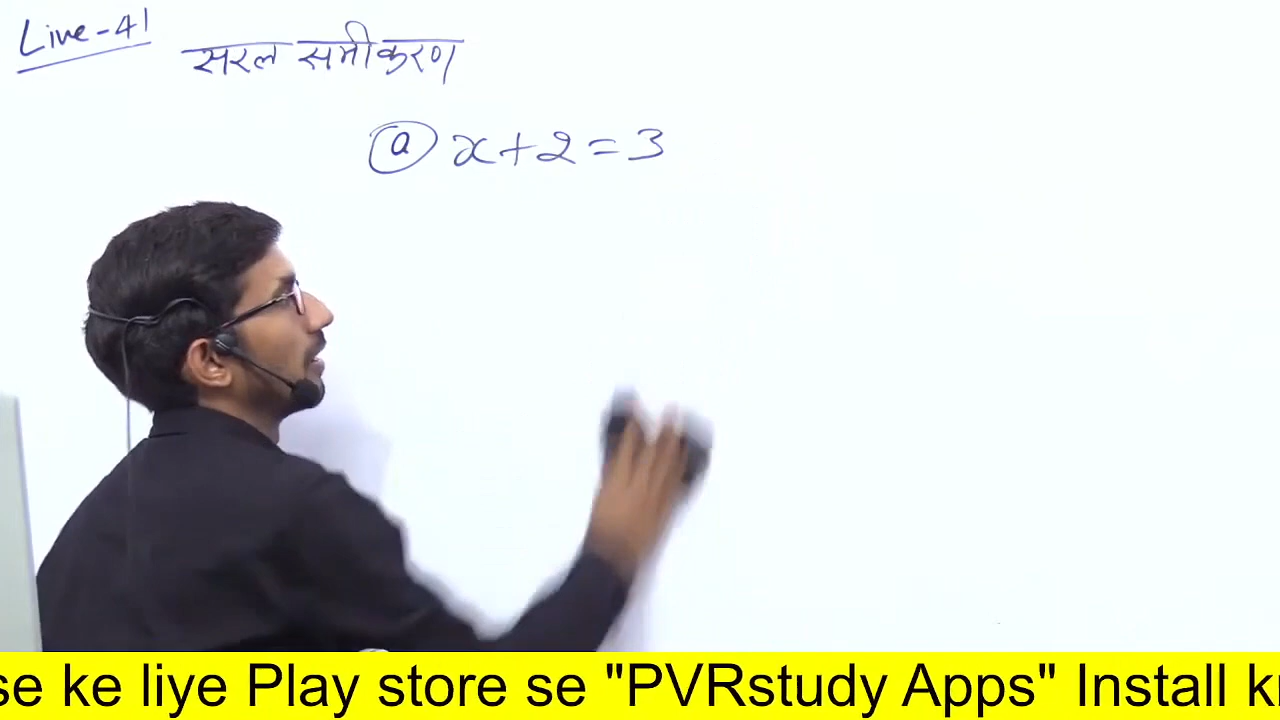 Live-41
सरल समीकरण
a x+2=3
se ke liye Play store se "PVRstudy Apps" Install k